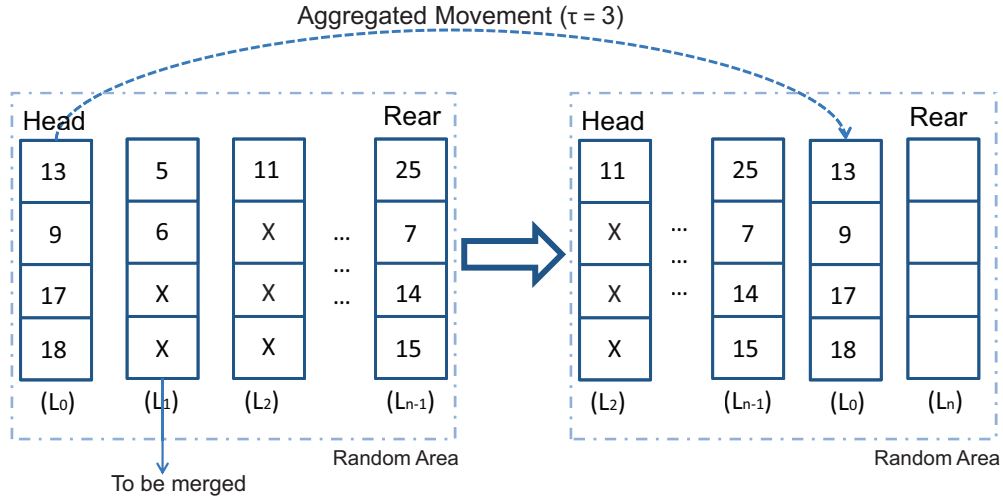 Aggregated Movement (τ = 3)
Head Rear
13 5 11 25
9 6 X ... 7
17 X X ... ... 14
18 X X 15
(L0) (L1) (L2) (Ln-1)
Random Area
To be merged
Head Rear
11 25 13
X ... 7 9
X ... ... 14 17
X 15 18
(L2) (Ln-1) (L0) (Ln)
Random Area